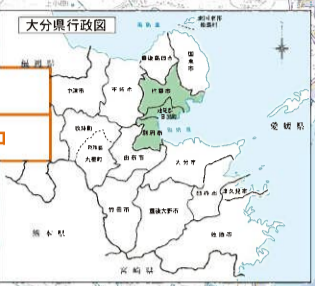 大分県行政図
福岡県
国東市
豊後高田市
中津市
宇佐市
杵築市
日出町
別府市
愛媛県
玖珠町
九重町
由布市
大分市
臼杵市
津久見市
竹田市
豊後大野市
佐伯市
熊本県
宮崎県